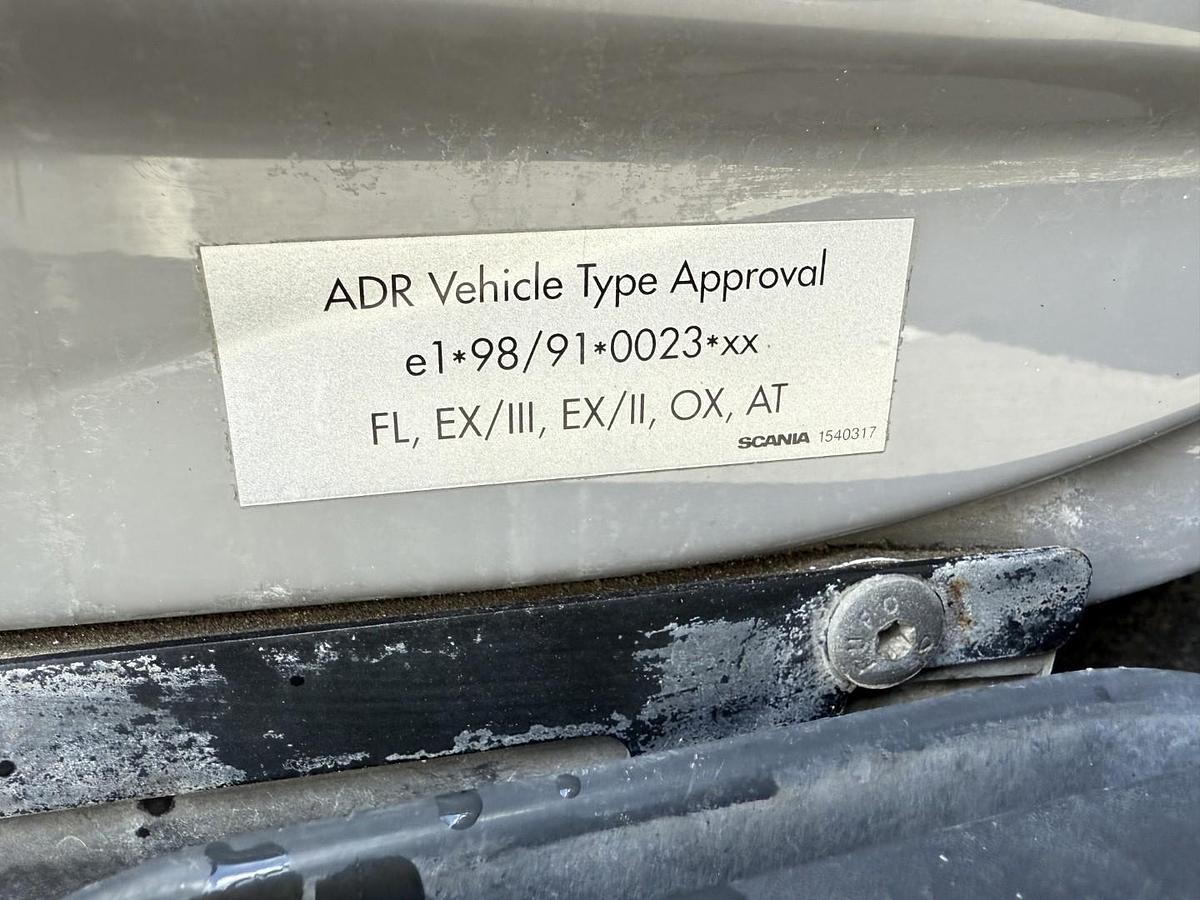 ADR Vehicle Type Approval
e1*98/91*0023*xx
FL, EX/III, EX/II, OX, AT
SCANIA 1540317